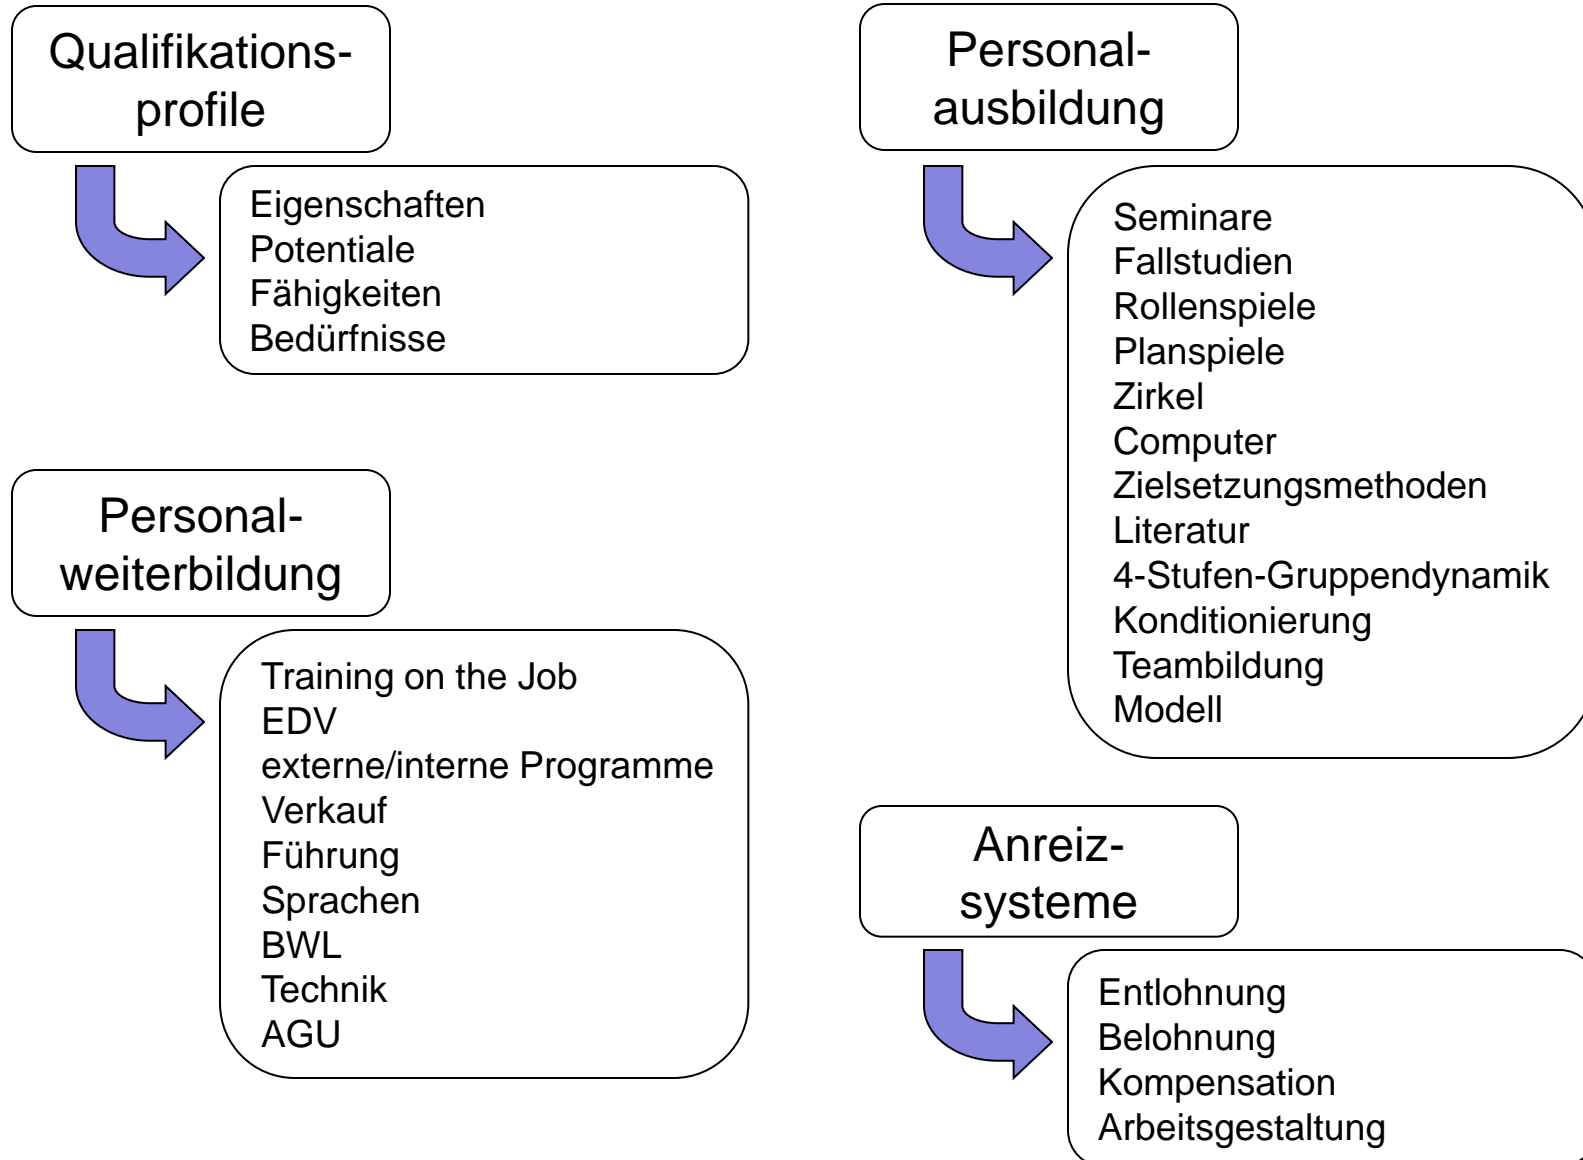 Qualifikations-
profile
Eigenschaften
Potentiale
Fähigkeiten
Bedürfnisse
Personal-
weiterbildung
Training on the Job
EDV
externe/interne Programme
Verkauf
Führung
Sprachen
BWL
Technik
AGU
Personal-
ausbildung
Seminare
Fallstudien
Rollenspiele
Planspiele
Zirkel
Computer
Zielsetzungsmethoden
Literatur
4-Stufen-Gruppendynamik
Konditionierung
Teambildung
Modell
Anreiz-
systeme
Entlohnung
Belohnung
Kompensation
Arbeitsgestaltung